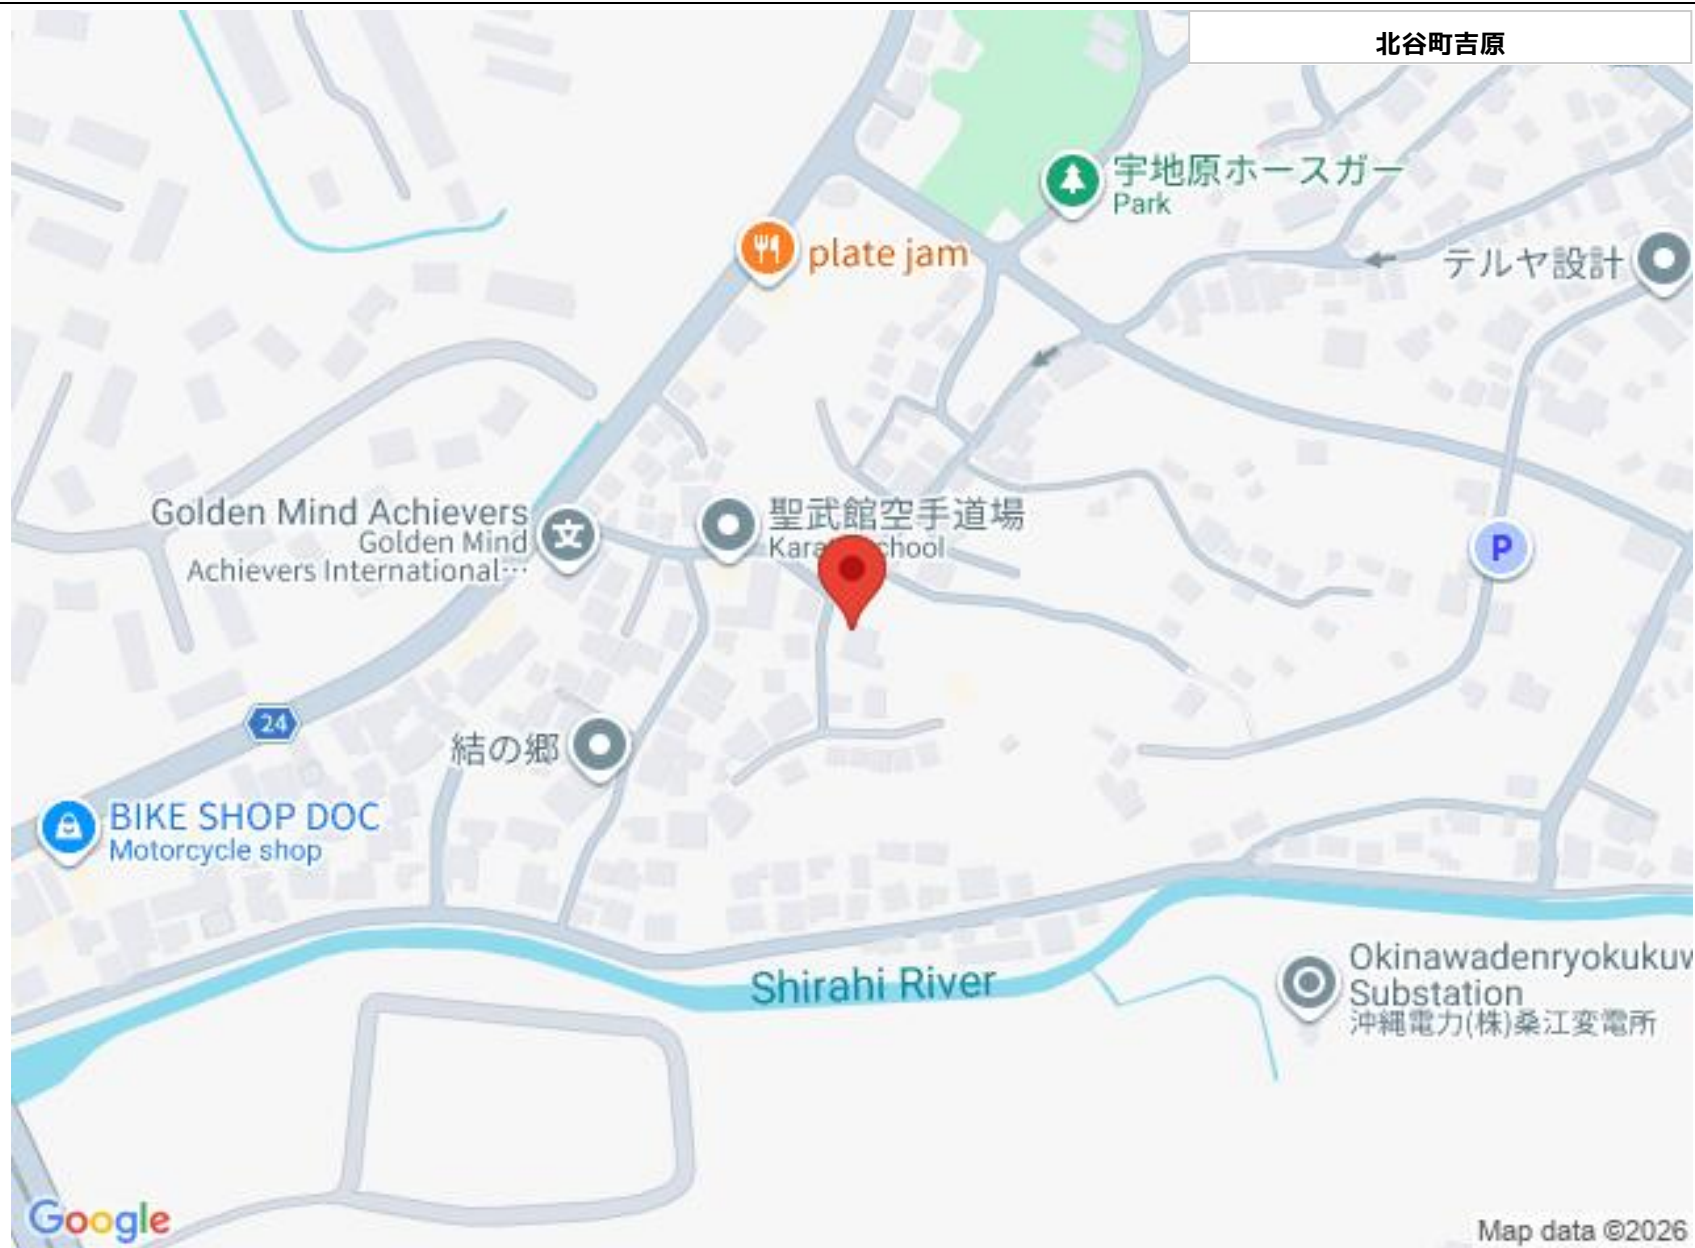 北谷町吉原
宇地原ホースガー
Park
plate jam
テルヤ設計
Golden Mind Achievers
Golden Mind
Achievers International…
文
聖武館空手道場
P
24
結の郷
BIKE SHOP DOC
Motorcycle shop
Shirahi River
Okinawadenryokukuw
Substation
沖縄電力(株)桑江変電所
Google
Map data ©2026